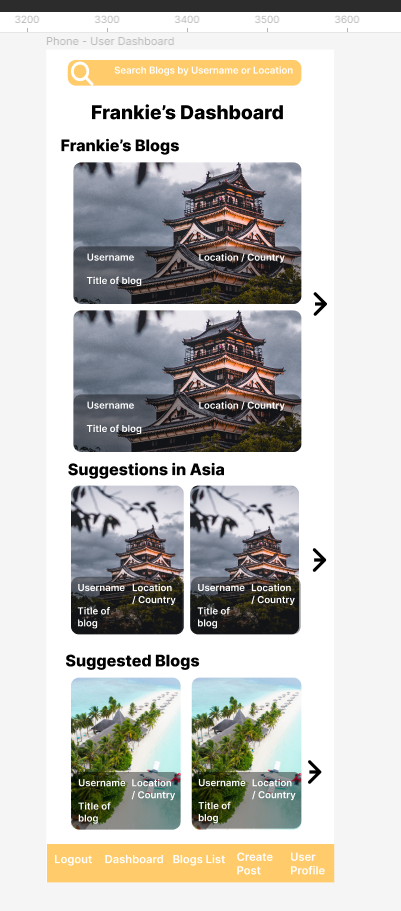 3200 3300 3400 3500 3600
Phone - User Dashboard
Search Blogs by Username or Location
Frankie’s Dashboard
Frankie’s Blogs
Username Location / Country
Title of blog
Username Location / Country
Title of blog
Suggestions in Asia
Username Location Username Location
/ Country / Country
Title of Title of
blog blog
Suggested Blogs
Username Location Username Location
/ Country / Country
Title of Title of
blog blog
Logout Dashboard Blogs List Create User
Post Profile